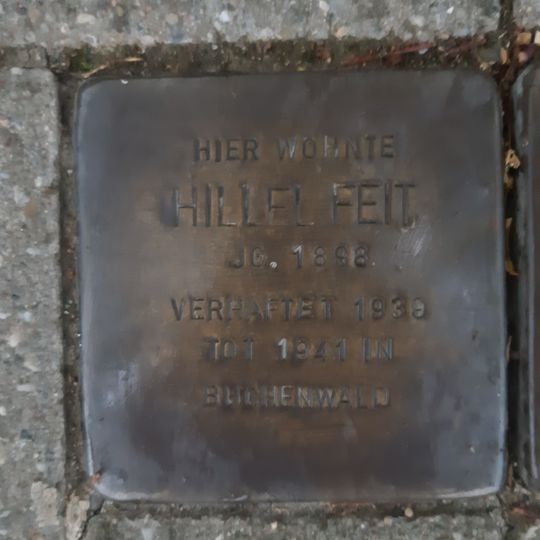 HIER WOHNTE
HILLEL FEIT
JG. 1898
VERHAFTET 1939
TOT 1941 IN
BUCHENWALD